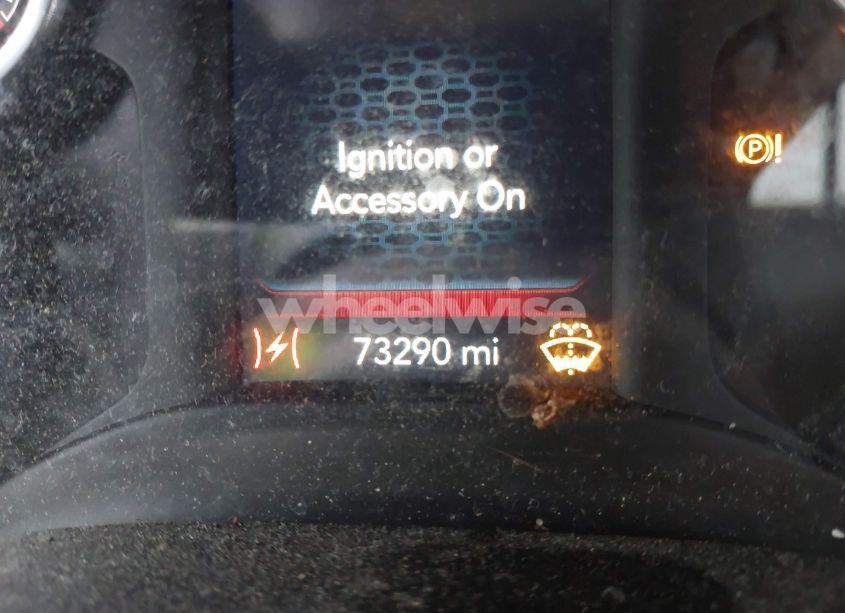 Ignition or
Accessory On
(P)!
wheelwise
73290 mi